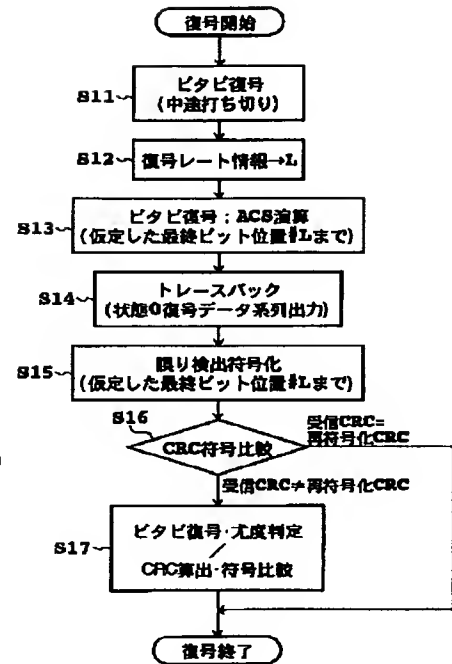 復号開始
S11
ビタビ復号
(中途打ち切り)
S12
復号レート情報→L
S13
ビタビ復号;ACS演算
(仮定した最終ビット位置#Lまで)
S14
トレースバック
(状態0復号データ系列出力)
S15
誤り検出符号化
(仮定した最終ビット位置#Lまで)
S16
CRC符号比較
受信CRC=
再符号化CRC
受信CRC≠再符号化CRC
S17
ビタビ復号・尤度判定
/
CRC算出・符号比較
復号終了